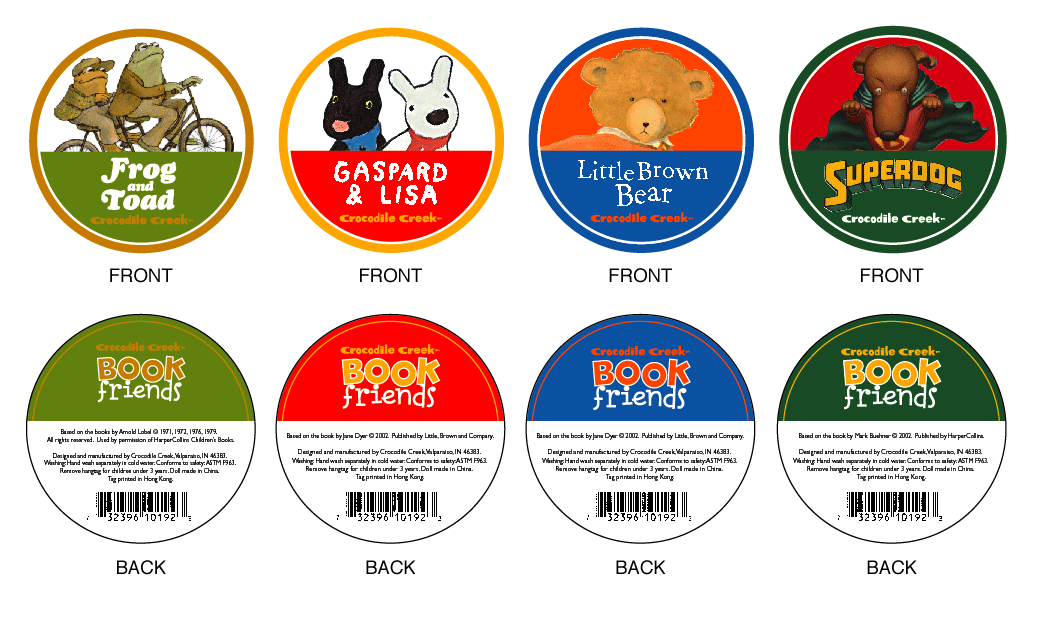 Frog
and
Toad
Crocodile Creek™
FRONT
GASPARD
& LISA
Crocodile Creek™
FRONT
Little Brown
Bear
Crocodile Creek™
FRONT
SUPERDOG
Crocodile Creek™
FRONT
Crocodile Creek™
BOOK
friends
Based on the books by Arnold Lobel © 1971, 1972, 1976, 1979.
All rights reserved. Used by permission of HarperCollins Children's Books.
Designed and manufactured by Crocodile Creek, Valparaiso, IN 46383.
Washing: Hand wash separately in cold water. Conforms to safety: ASTM F963.
Remove hangtag for children under 3 years. Doll made in China.
Tag printed in Hong Kong.
7 32396 10192 2
BACK
Crocodile Creek™
BOOK
friends
Based on the book by Jane Dyer © 2002. Published by Little, Brown and Company.
Designed and manufactured by Crocodile Creek, Valparaiso, IN 46383.
Washing: Hand wash separately in cold water. Conforms to safety: ASTM F963.
Remove hangtag for children under 3 years. Doll made in China.
Tag printed in Hong Kong.
7 32396 10192 2
BACK
Crocodile Creek™
BOOK
friends
Based on the book by Jane Dyer © 2002. Published by Little, Brown and Company.
Designed and manufactured by Crocodile Creek, Valparaiso, IN 46383.
Washing: Hand wash separately in cold water. Conforms to safety: ASTM F963.
Remove hangtag for children under 3 years. Doll made in China.
Tag printed in Hong Kong.
7 32396 10192 2
BACK
Crocodile Creek™
BOOK
friends
Based on the book by Mark Buehner © 2002. Published by HarperCollins.
Designed and manufactured by Crocodile Creek, Valparaiso, IN 46383.
Washing: Hand wash separately in cold water. Conforms to safety: ASTM F963.
Remove hangtag for children under 3 years. Doll made in China.
Tag printed in Hong Kong.
7 32396 10192 2
BACK